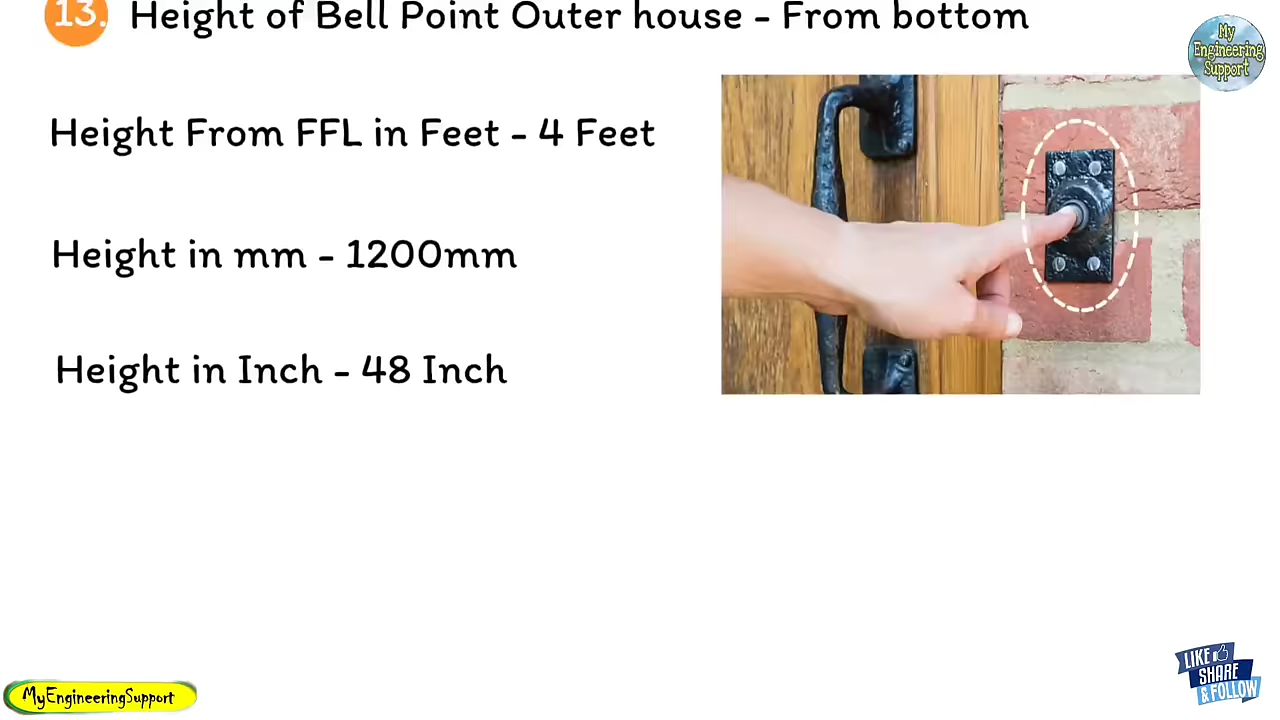 13. Height of Bell Point Outer house - From bottom
My
Engineering
Support
Height From FFL in Feet - 4 Feet
Height in mm - 1200mm
Height in Inch - 48 Inch
LIKE
SHARE
& FOLLOW
MyEngineeringSupport